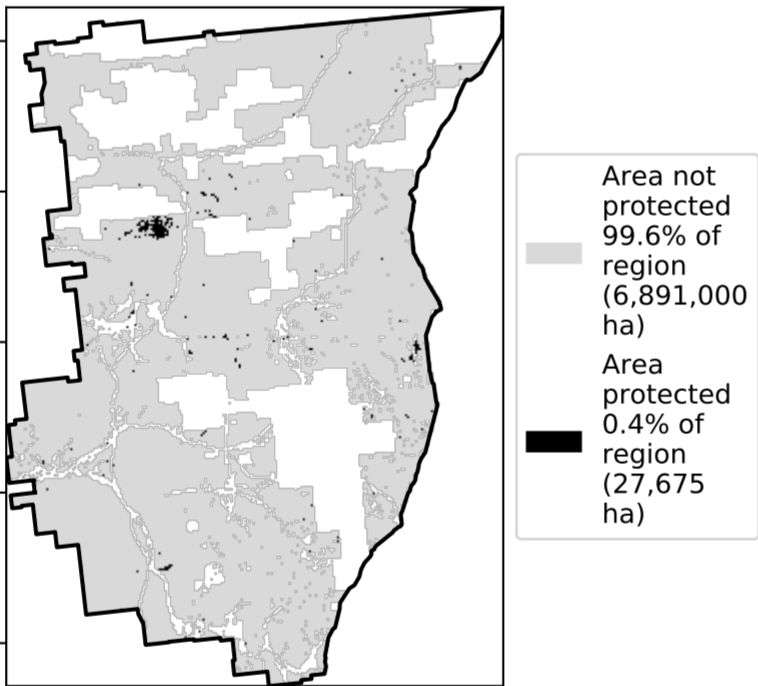 Area not
protected
99.6% of
region
(6,891,000
ha)
Area
protected
0.4% of
region
(27,675
ha)